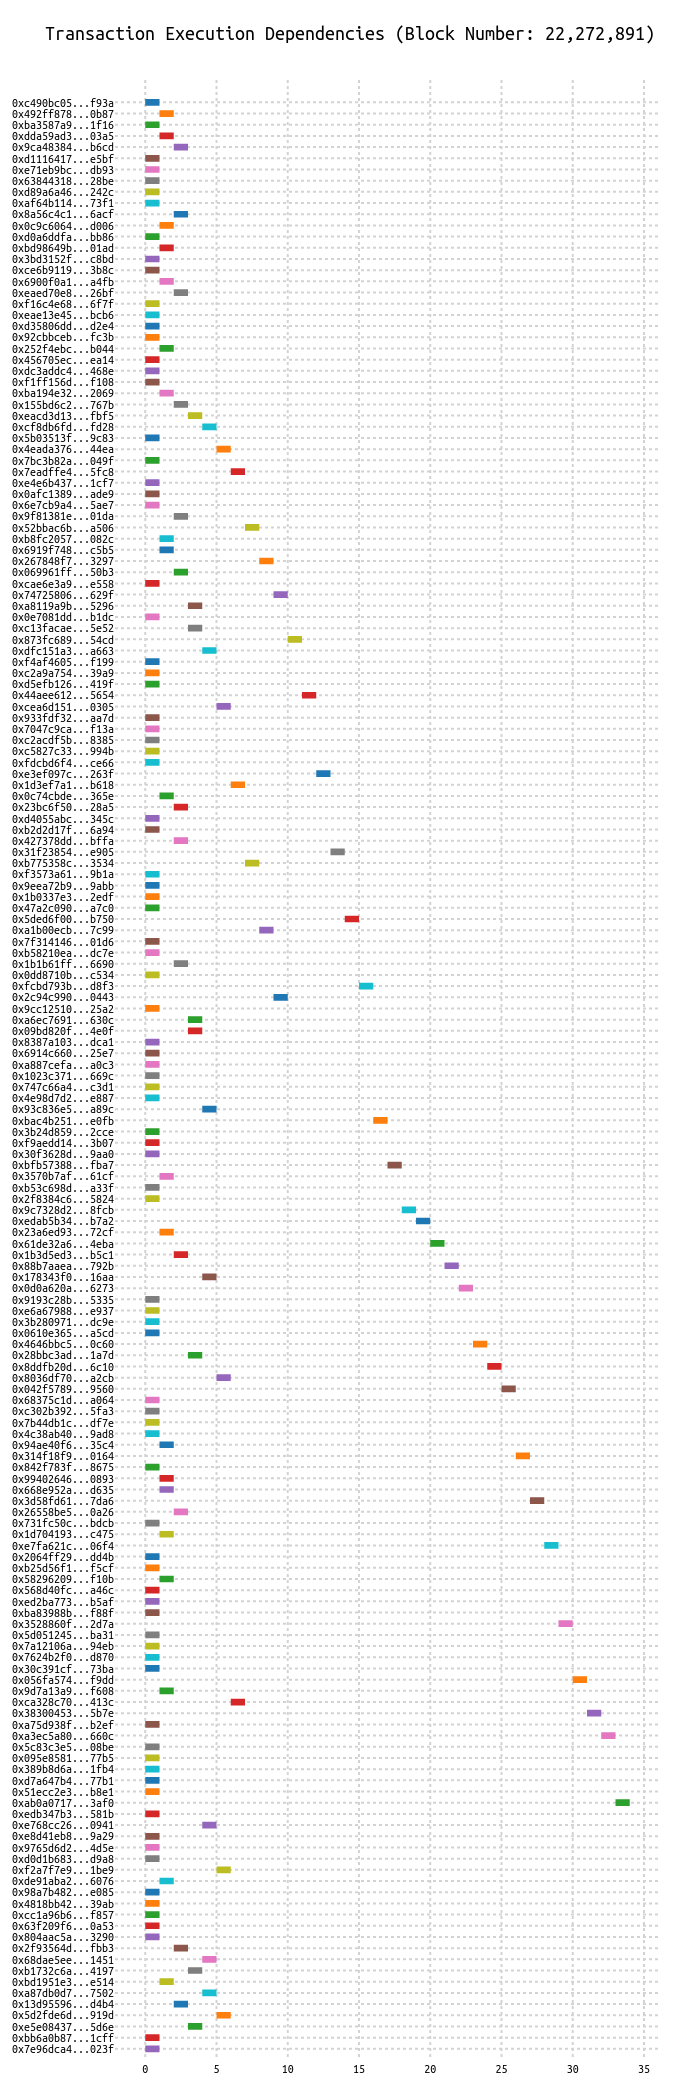 Transaction Execution Dependencies (Block Number: 22,272,891)
0xc490bc05...f93a
0x492ff878...0b87
0xba3587a9...1f16
0xdda59ad3...03a5
0x9ca48384...b6cd
0xd1116417...e5bf
0xe71eb9bc...db93
0x63844318...28be
0xd89a6a46...242c
0xaf64b114...73f1
0x8a56c4c1...6acf
0x0c9c6064...d006
0xd0a6ddfa...bb86
0xbd98649b...01ad
0x3bd3152f...c8bd
0xce6b9119...3b8c
0x6900f0a1...a4fb
0xeaed70e8...26bf
0xf16c4e68...6f7f
0xeae13e45...bcb6
0xd35806dd...d2e4
0x92cbbceb...fc3b
0x252f4ebc...b044
0x456705ec...ea14
0xdc3addc4...468e
0xf1ff156d...f108
0xba194e32...2069
0x155bd6c2...767b
0xeacd3d13...fbf5
0xcf8db6fd...fd28
0x5b03513f...9c83
0x4eada376...44ea
0x7bc3b82a...049f
0x7eadffe4...5fc8
0xe4e6b437...1cf7
0x0afc1389...ade9
0x6e7cb9a4...5ae7
0x9f81381e...01da
0x52bbac6b...a506
0xb8fc2057...082c
0x6919f748...c5b5
0x267848f7...3297
0x069961ff...50b3
0xcae6e3a9...e558
0x74725806...629f
0xa8119a9b...5296
0x0e7081dd...b1dc
0xc13facae...5e52
0x873fc689...54cd
0xdfc151a3...a663
0xf4af4605...f199
0xc2a9a754...39a9
0xd5efb126...419f
0x44aee612...5654
0xcea6d151...0305
0x933fdf32...aa7d
0x7047c9ca...f13a
0xc2acdf5b...8385
0xc5827c33...994b
0xfdcbd6f4...ce66
0xe3ef097c...263f
0x1d3ef7a1...b618
0x0c74cbde...365e
0x23bc6f50...28a5
0xd4055abc...345c
0xb2d2d17f...6a94
0x427378dd...bffa
0x31f23854...e905
0xb775358c...3534
0xf3573a61...9b1a
0x9eea72b9...9abb
0x1b0337e3...2edf
0x47a2c090...a7c0
0x5ded6f00...b750
0xa1b00ecb...7c99
0x7f314146...01d6
0xb58210ea...dc7e
0x1b1b61ff...6690
0x0dd8710b...c534
0xfcbd793b...d8f3
0x2c94c990...0443
0x9cc12510...25a2
0xa6ec7691...630c
0x09bd820f...4e0f
0x8387a103...dca1
0x6914c660...25e7
0xa887cefa...a0c3
0x1023c371...669c
0x747c66a4...c3d1
0x4e98d7d2...e887
0x93c836e5...a89c
0xbac4b251...e0fb
0x3b24d859...2cce
0xf9aedd14...3b07
0x30f3628d...9aa0
0xbfb57388...fba7
0x3570b7af...61cf
0xb53c698d...a33f
0x2f8384c6...5824
0x9c7328d2...8fcb
0xedab5b34...b7a2
0x23a6ed93...72cf
0x61de32a6...4eba
0x1b3d5ed3...b5c1
0x88b7aaea...792b
0x178343f0...16aa
0x0d0a620a...6273
0x9193c28b...5335
0xe6a67988...e937
0x3b280971...dc9e
0x0610e365...a5cd
0x4646bbc5...0c60
0x28bbc3ad...1a7d
0x8ddfb20d...6c10
0x8036df70...a2cb
0x042f5789...9560
0x68375c1d...a064
0xc302b392...5fa3
0x7b44db1c...df7e
0x4c38ab40...9ad8
0x94ae40f6...35c4
0x314f18f9...0164
0x842f783f...8675
0x99402646...0893
0x668e952a...d635
0x3d58fd61...7da6
0x26558be5...0a26
0x731fc50c...bdcb
0x1d704193...c475
0xe7fa621c...06f4
0x2064ff29...dd4b
0xb25d56f1...f5cf
0x58296209...f10b
0x568d40fc...a46c
0xed2ba773...b5af
0xba83988b...f88f
0x3528860f...2d7a
0x5d051245...ba31
0x7a12106a...94eb
0x7624b2f0...d870
0x30c391cf...73ba
0x056fa574...f9dd
0x9d7a13a9...f608
0xca328c70...413c
0x38300453...5b7e
0xa75d938f...b2ef
0xa3ec5a80...660c
0x5c83c3e5...08be
0x095e8581...77b5
0x389b8d6a...1fb4
0xd7a647b4...77b1
0x51ecc2e3...b8e1
0xab0a0717...3af0
0xedb347b3...581b
0xe768cc26...0941
0xe8d41eb8...9a29
0x9765d6d2...4d5e
0xd0d1b683...d9a8
0xf2a7f7e9...1be9
0xde91aba2...6076
0x98a7b482...e085
0x4818bb42...39ab
0xcc1a96b6...f857
0x63f209f6...0a53
0x804aac5a...3290
0x2f93564d...fbb3
0x68dae5ee...1451
0xb1732c6a...4197
0xbd1951e3...e514
0xa87db0d7...7502
0x13d95596...d4b4
0x5d2fde6d...919d
0xe5e08437...5d6e
0xbb6a0b87...1cff
0x7e96dca4...023f
0 5 10 15 20 25 30 35